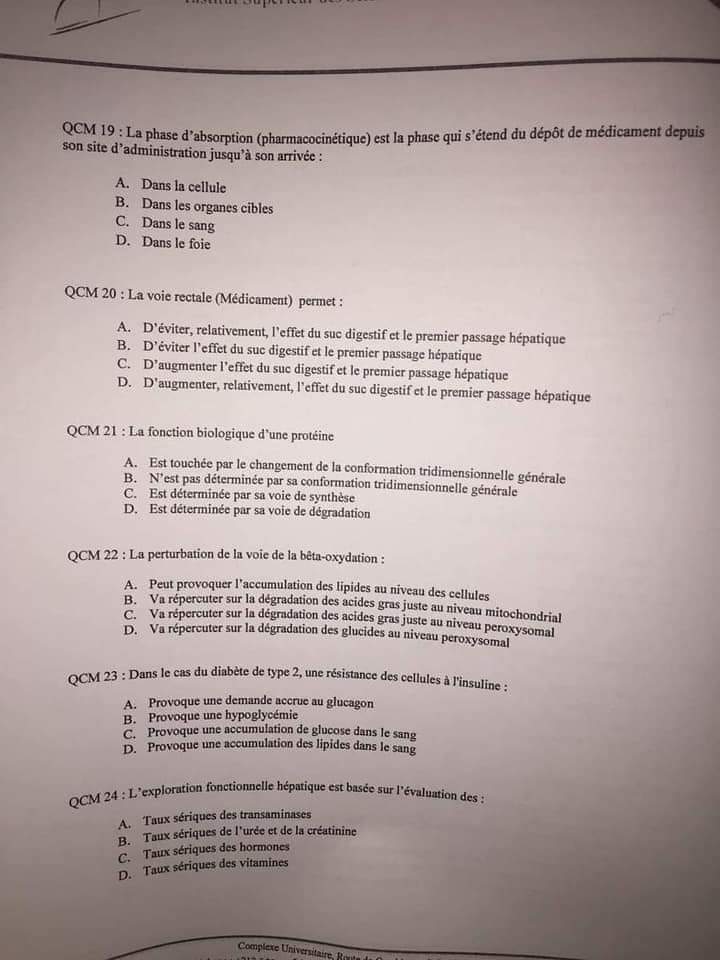 QCM 19 : La phase d'absorption (pharmacocinétique) est la phase qui s'étend du dépôt de médicament depuis
son site d'administration jusqu'à son arrivée :
A. Dans la cellule
B. Dans les organes cibles
C. Dans le sang
D. Dans le foie
QCM 20 : La voie rectale (Médicament) permet :
A. D'éviter, relativement, l'effet du suc digestif et le premier passage hépatique
B. D'éviter l'effet du suc digestif et le premier passage hépatique
C. D'augmenter l'effet du suc digestif et le premier passage hépatique
D. D'augmenter, relativement, l'effet du suc digestif et le premier passage hépatique
QCM 21 : La fonction biologique d'une protéine
A. Est touchée par le changement de la conformation tridimensionnelle générale
B. N'est pas déterminée par sa conformation tridimensionnelle générale
C. Est déterminée par sa voie de synthèse
D. Est déterminée par sa voie de dégradation
QCM 22 : La perturbation de la voie de la bêta-oxydation :
A. Peut provoquer l'accumulation des lipides au niveau des cellules
B. Va répercuter sur la dégradation des acides gras juste au niveau mitochondrial
C. Va répercuter sur la dégradation des acides gras juste au niveau peroxysomal
D. Va répercuter sur la dégradation des glucides au niveau peroxysomal
QCM 23 : Dans le cas du diabète de type 2, une résistance des cellules à l'insuline :
A. Provoque une demande accrue au glucagon
B. Provoque une hypoglycémie
C. Provoque une accumulation de glucose dans le sang
D. Provoque une accumulation des lipides dans le sang
QCM 24 : L'exploration fonctionnelle hépatique est basée sur l'évaluation des :
A. Taux sériques des transaminases
B. Taux sériques de l'urée et de la créatinine
C. Taux sériques des hormones
D. Taux sériques des vitamines
Complexe Universitaire, Route